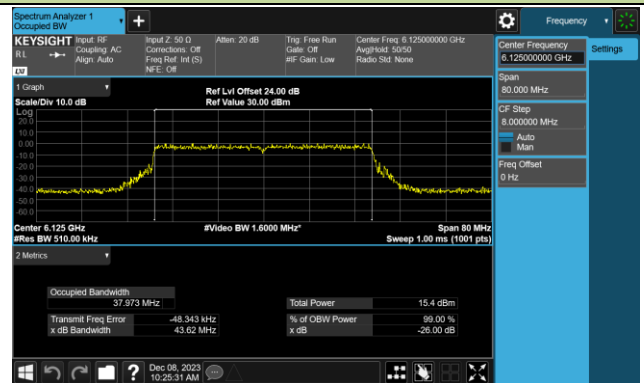 Spectrum Analyzer 1
Occupied BW
Frequency
KEYSIGHT
RL
LXI
Input: RF
Coupling: AC
Align: Auto
Input Z: 50 Ω
Corrections: Off
Freq Ref: Int (S)
NFE: Off
Atten: 20 dB
Trig: Free Run
Gate: Off
#IF Gain: Low
Center Freq: 6.125000000 GHz
Avg|Hold: 50/50
Radio Std: None
Center Frequency
6.125000000 GHz
Settings
Span
80.000 MHz
CF Step
8.000000 MHz
Auto
Man
Freq Offset
0 Hz
1 Graph
Scale/Div 10.0 dB
Ref Lvl Offset 24.00 dB
Ref Value 30.00 dBm
Log
20.0
10.0
0.00
-10.0
-20.0
-30.0
-40.0
-50.0
-60.0
Center 6.125 GHz
#Res BW 510.00 kHz
#Video BW 1.6000 MHz*
Span 80 MHz
Sweep 1.00 ms (1001 pts)
2 Metrics
Occupied Bandwidth
37.973 MHz
Transmit Freq Error -48.343 kHz
x dB Bandwidth 43.62 MHz
Total Power 15.4 dBm
% of OBW Power 99.00 %
x dB -26.00 dB
?
Dec 08, 2023
10:25:31 AM